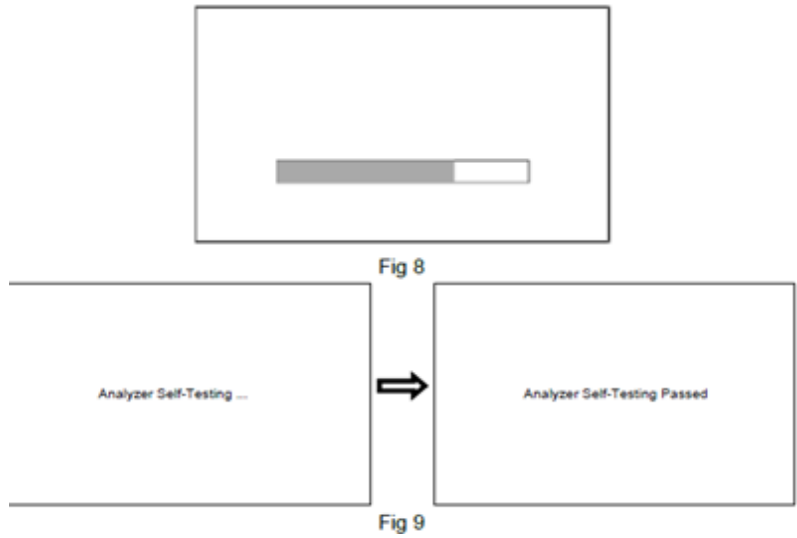 Fig 8
Analyzer Self-Testing ...
Analyzer Self-Testing Passed
Fig 9